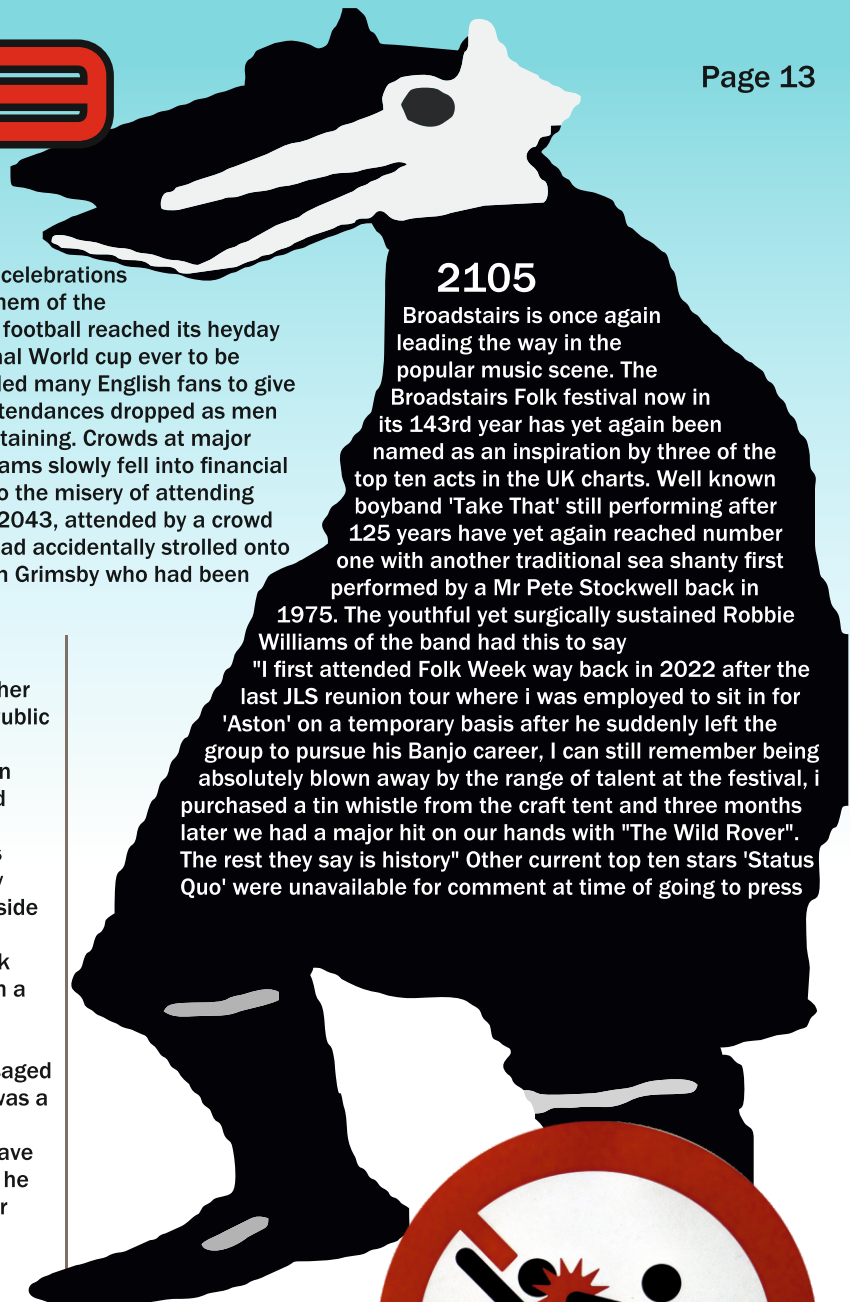 Page 13
celebrations
of the
football reached its heyday
World cup ever to be
many English fans to give
dropped as men
Crowds at major
slowly fell into financial
the misery of attending
2043, attended by a crowd
accidentally strolled onto
Grimsby who had been
side
a
was a
he
2105
Broadstairs is once again
leading the way in the
popular music scene. The
Broadstairs Folk festival now in
its 143rd year has yet again been
named as an inspiration by three of the
top ten acts in the UK charts. Well known
boyband 'Take That' still performing after
125 years have yet again reached number
one with another traditional sea shanty first
performed by a Mr Pete Stockwell back in
1975. The youthful yet surgically sustained Robbie
Williams of the band had this to say
"I first attended Folk Week way back in 2022 after the
last JLS reunion tour where i was employed to sit in for
'Aston' on a temporary basis after he suddenly left the
group to pursue his Banjo career, I can still remember being
absolutely blown away by the range of talent at the festival, i
purchased a tin whistle from the craft tent and three months
later we had a major hit on our hands with "The Wild Rover".
The rest they say is history" Other current top ten stars 'Status
Quo' were unavailable for comment at time of going to press